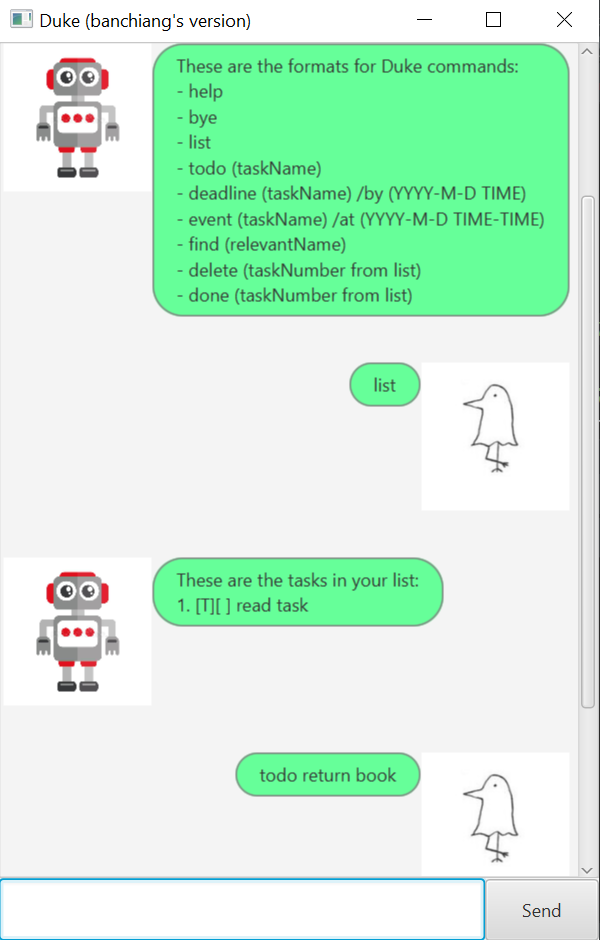 Duke (banchiang's version)
These are the formats for Duke commands:
- help
- bye
- list
- todo (taskName)
- deadline (taskName) /by (YYYY-M-D TIME)
- event (taskName) /at (YYYY-M-D TIME-TIME)
- find (relevantName)
- delete (taskNumber from list)
- done (taskNumber from list)
list
These are the tasks in your list:
1. [T][ ] read task
todo return book
Send